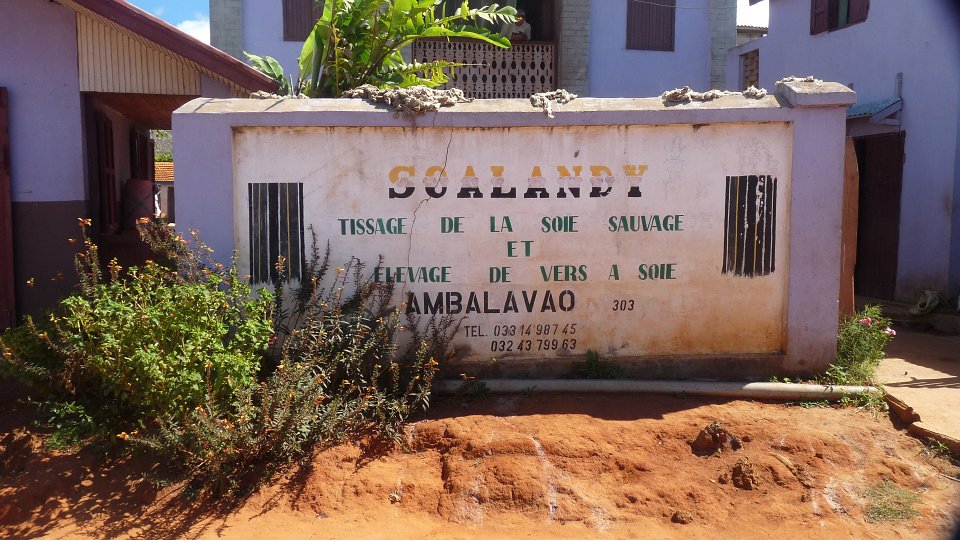 SOALANDY
TISSAGE DE LA SOIE SAUVAGE
ET
ELEVAGE DE VERS A SOIE
AMBALAVAO 303
TEL. 033 14 987 45
032 43 799 63